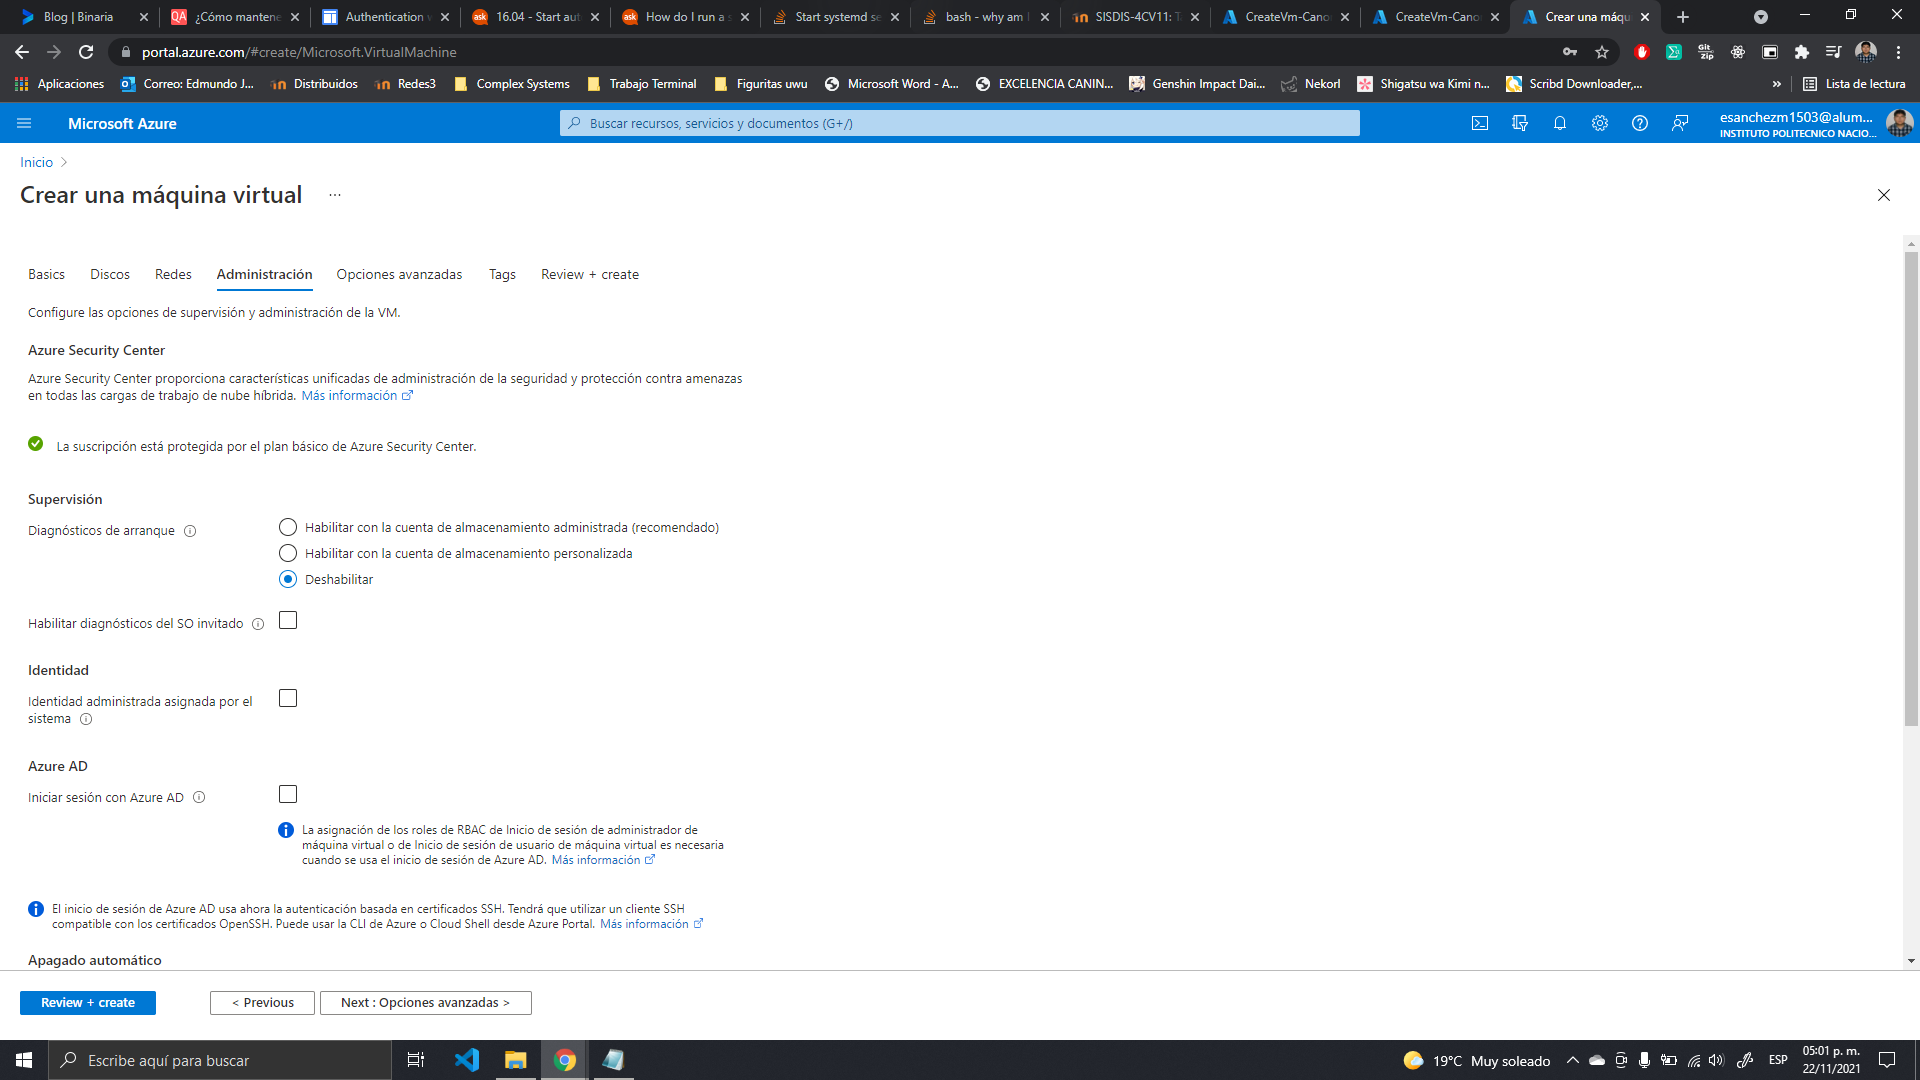 Blog | Binaria
¿Cómo mantene
Authentication
16.04 - Start aut
How do I run a s
Start systemd se
bash - why am I
SISDIS-4CV11: T
CreateVm-Cano
CreateVm-Cano
Crear una máqu
portal.azure.com/#create/Microsoft.VirtualMachine
Aplicaciones
Correo: Edmundo J...
Distribuidos
Redes3
Complex Systems
Trabajo Terminal
Figuritas uwu
Microsoft Word - A...
EXCELENCIA CANIN...
Genshin Impact Dai...
Nekorl
Shigatsu wa Kimi n...
Scribd Downloader,...
»
Lista de lectura
Microsoft Azure
Buscar recursos, servicios y documentos (G+/)
esanchezm1503@alum...
INSTITUTO POLITECNICO NACIO...
Inicio >
Crear una máquina virtual ...
Basics
Discos
Redes
Administración
Opciones avanzadas
Tags
Review + create
Configure las opciones de supervisión y administración de la VM.
Azure Security Center
Azure Security Center proporciona características unificadas de administración de la seguridad y protección contra amenazas
en todas las cargas de trabajo de nube híbrida. Más información
La suscripción está protegida por el plan básico de Azure Security Center.
Supervisión
Diagnósticos de arranque
Habilitar con la cuenta de almacenamiento administrada (recomendado)
Habilitar con la cuenta de almacenamiento personalizada
Deshabilitar
Habilitar diagnósticos del SO invitado
Identidad
Identidad administrada asignada por el
sistema
Azure AD
Iniciar sesión con Azure AD
La asignación de los roles de RBAC de Inicio de sesión de administrador de
máquina virtual o de Inicio de sesión de usuario de máquina virtual es necesaria
cuando se usa el inicio de sesión de Azure AD. Más información
El inicio de sesión de Azure AD usa ahora la autenticación basada en certificados SSH. Tendrá que utilizar un cliente SSH
compatible con los certificados OpenSSH. Puede usar la CLI de Azure o Cloud Shell desde Azure Portal. Más información
Apagado automático
Review + create
< Previous
Next : Opciones avanzadas >
Escribe aquí para buscar
19°C Muy soleado
ESP
05:01 p. m.
22/11/2021